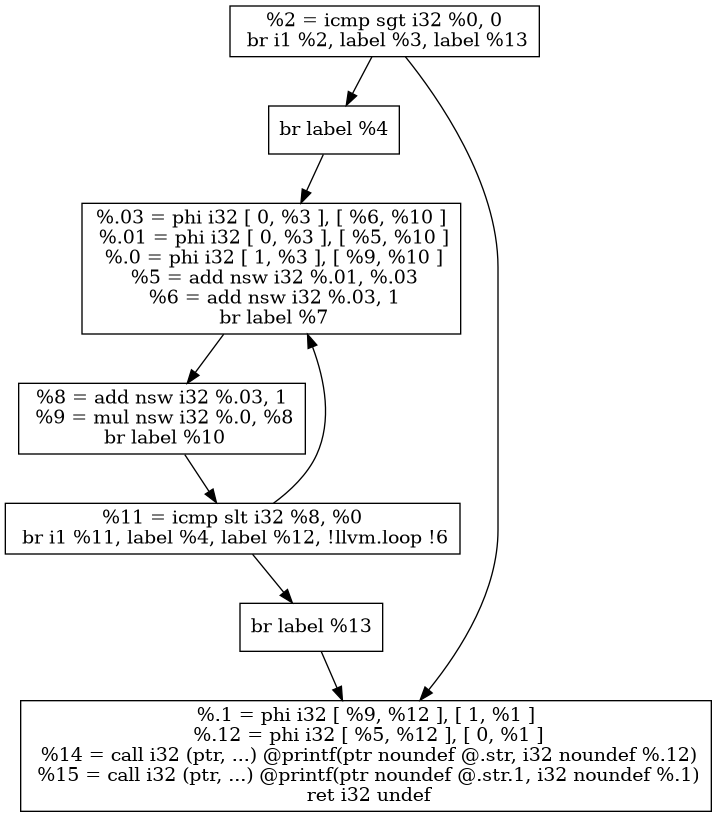 %2 = icmp sgt i32 %0, 0
br i1 %2, label %3, label %13
br label %4
%.03 = phi i32 [ 0, %3 ], [ %6, %10 ]
%.01 = phi i32 [ 0, %3 ], [ %5, %10 ]
%.0 = phi i32 [ 1, %3 ], [ %9, %10 ]
%5 = add nsw i32 %.01, %.03
%6 = add nsw i32 %.03, 1
br label %7
%8 = add nsw i32 %.03, 1
%9 = mul nsw i32 %.0, %8
br label %10
%11 = icmp slt i32 %8, %0
br i1 %11, label %4, label %12, !llvm.loop !6
br label %13
%.1 = phi i32 [ %9, %12 ], [ 1, %1 ]
%.12 = phi i32 [ %5, %12 ], [ 0, %1 ]
%14 = call i32 (ptr, ...) @printf(ptr noundef @.str, i32 noundef %.12)
%15 = call i32 (ptr, ...) @printf(ptr noundef @.str.1, i32 noundef %.1)
ret i32 undef